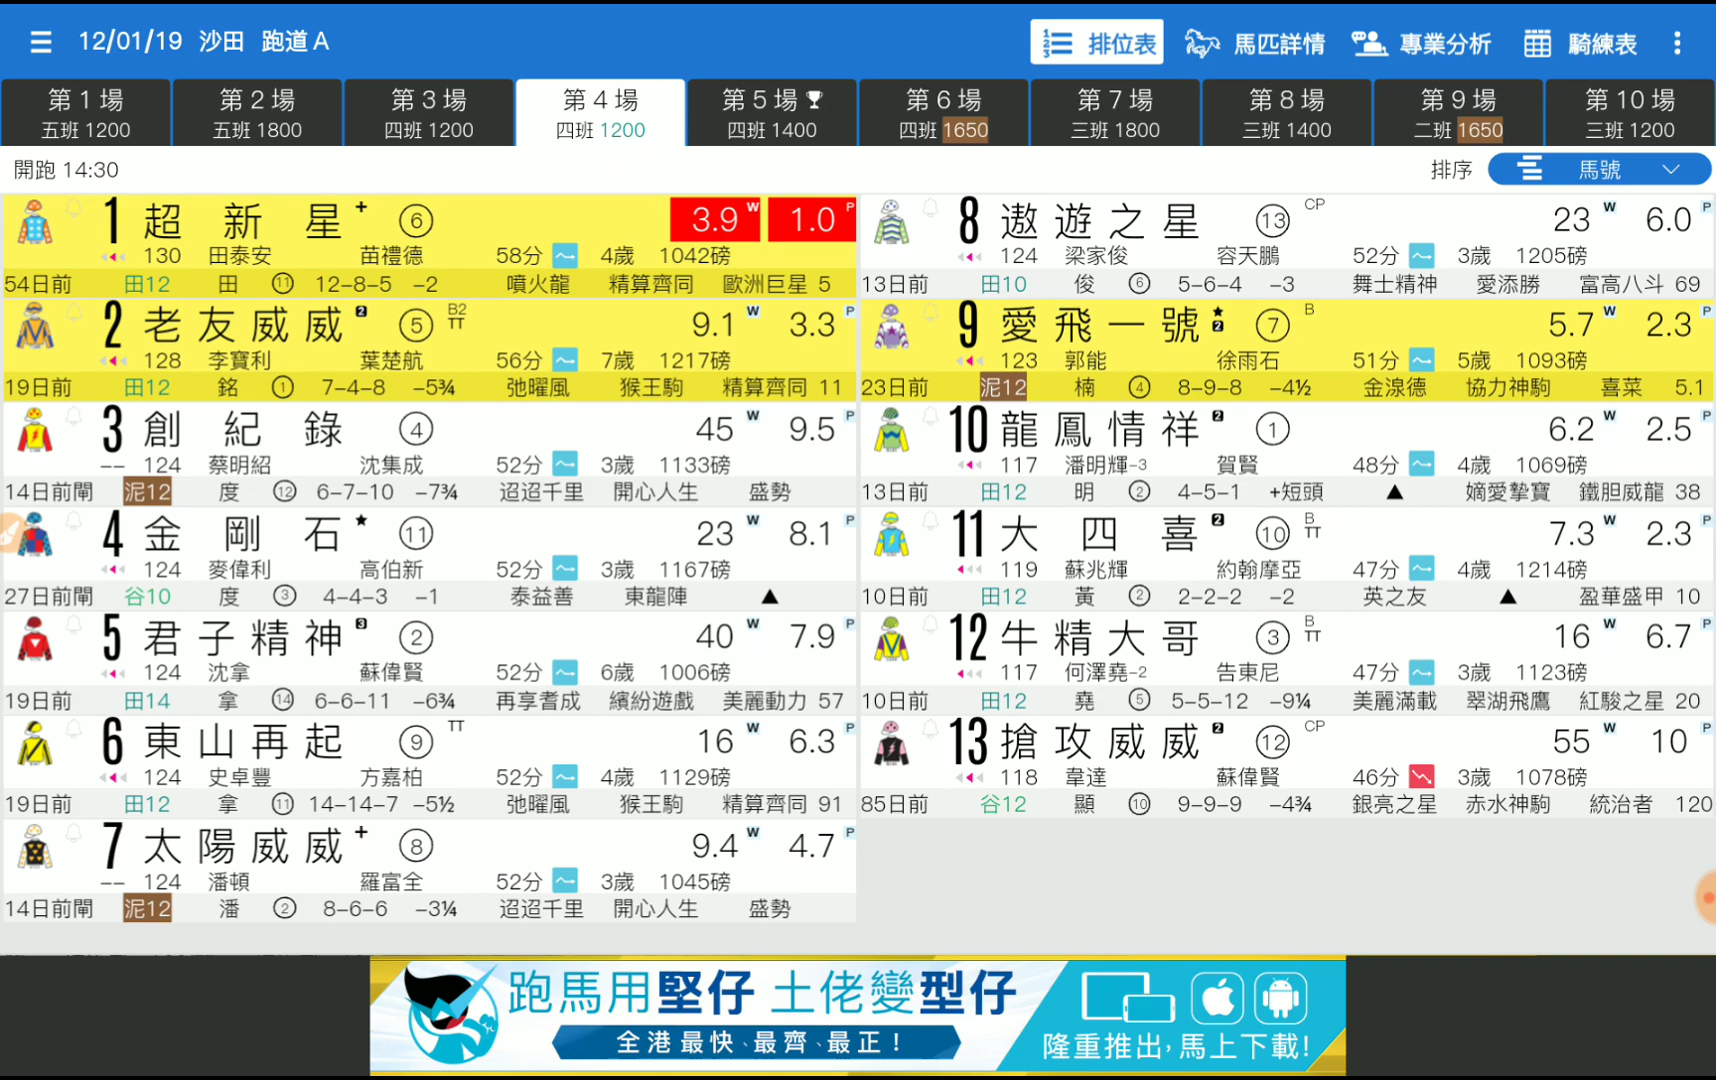 12/01/19 沙田 跑道 A 排位表 馬匹詳情 專業分析 騎練表
第 1 場 第 2 場 第 3 場 第 4 場 第 5 場 第 6 場 第 7 場 第 8 場 第 9 場 第 10 場
五班 1200 五班 1800 四班 1200 四班 1200 四班 1400 四班 1650 三班 1800 三班 1400 二班 1650 三班 1200
開跑 14:30 排序 馬號
1 超新星 + 6 3.9 W 1.0 P
130 田泰安 苗禮德 58分 4歲 1042磅
54日前 田12 田 11 12-8-5 -2 噴火龍 精算齊同 歐洲巨星 5
2 老友威威 2 5 B2 TT 9.1 W 3.3 P
128 李寶利 葉楚航 56分 7歲 1217磅
19日前 田12 銘 1 7-4-8 -5¾ 弛曜風 猴王駒 精算齊同 11
3 創紀錄 4 45 W 9.5 P
-- 124 蔡明紹 沈集成 52分 3歲 1133磅
14日前閘 泥12 度 12 6-7-10 -7¾ 迢迢千里 開心人生 盛勢
4 金剛石 ★ 11 23 W 8.1 P
124 麥偉利 高伯新 52分 3歲 1167磅
27日前閘 谷10 度 3 4-4-3 -1 泰益善 東龍陣 ▲
5 君子精神 3 2 40 W 7.9 P
124 沈拿 蘇偉賢 52分 6歲 1006磅
19日前 田14 拿 14 6-6-11 -6¾ 再享耆成 繽紛遊戲 美麗動力 57
6 東山再起 9 TT 16 W 6.3 P
124 史卓豐 方嘉柏 52分 4歲 1129磅
19日前 田12 拿 11 14-14-7 -5½ 弛曜風 猴王駒 精算齊同 91
7 太陽威威 + 8 9.4 W 4.7 P
-- 124 潘頓 羅富全 52分 3歲 1045磅
14日前閘 泥12 潘 2 8-6-6 -3¼ 迢迢千里 開心人生 盛勢
8 遨遊之星 13 CP 23 W 6.0 P
124 梁家俊 容天鵬 52分 3歲 1205磅
13日前 田10 俊 6 5-6-4 -3 舞士精神 愛添勝 富高八斗 69
9 愛飛一號 ★ 2 7 B 5.7 W 2.3 P
123 郭能 徐雨石 51分 5歲 1093磅
23日前 泥12 楠 4 8-9-8 -4½ 金湶德 協力神駒 喜菜 5.1
10 龍鳳情祥 2 1 6.2 W 2.5 P
117 潘明輝-3 賀賢 48分 4歲 1069磅
13日前 田12 明 2 4-5-1 +短頭 ▲ 嫡愛摯寶 鐵胆威龍 38
11 大四喜 2 10 B TT 7.3 W 2.3 P
119 蘇兆輝 約翰摩亞 47分 4歲 1214磅
10日前 田12 黃 2 2-2-2 -2 英之友 ▲ 盈華盛甲 10
12 牛精大哥 3 B TT 16 W 6.7 P
117 何澤堯-2 告東尼 47分 3歲 1123磅
10日前 田12 堯 5 5-5-12 -9¼ 美麗滿載 翠湖飛鷹 紅駿之星 20
13 搶攻威威 2 12 CP 55 W 10 P
118 韋達 蘇偉賢 46分 3歲 1078磅
85日前 谷12 顯 10 9-9-9 -4¾ 銀亮之星 赤水神駒 統治者 120
跑馬用堅仔 土佬變型仔
全港最快、最齊、最正！
隆重推出，馬上下載！